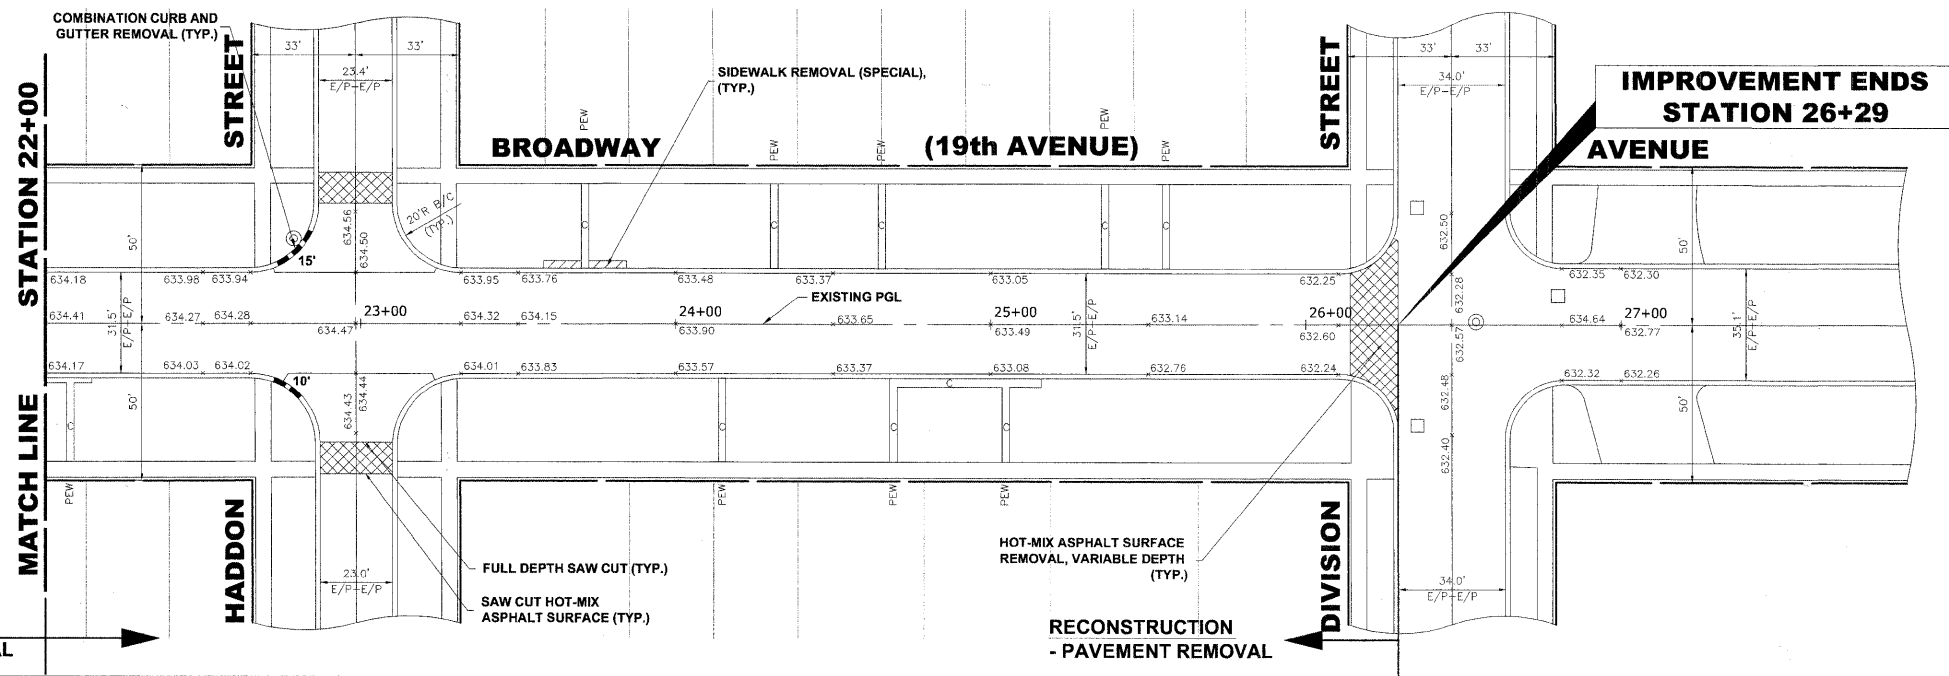 COMBINATION CURB AND
GUTTER REMOVAL (TYP.)
33'
33'
23.4'
E/P-E/P
SIDEWALK REMOVAL (SPECIAL),
(TYP.)
33'
33'
34.0'
E/P-E/P
IMPROVEMENT ENDS
STATION 26+29
STREET
STREET
MATCH LINE STATION 22+00
BROADWAY
(19th AVENUE)
AVENUE
PEW
PEW
PEW
PEW
PEW
20'R B/C
(TYP.)
50'
50'
634.56
634.50
632.50
632.28
C
C
C
C
C
15'
634.18
633.98
633.94
633.95
633.76
633.48
633.37
633.05
632.25
632.35
632.30
EXISTING PGL
31.5'
E/P-E/P
31.5'
E/P-E/P
35.1'
E/P-E/P
634.41
634.27
634.28
634.47
23+00
634.32
634.15
24+00
633.90
633.65
25+00
633.49
633.14
26+00
632.60
632.57
634.64
27+00
632.77
634.17
634.03
634.02
10'
634.01
633.83
633.57
633.37
633.08
632.76
632.24
632.32
632.26
634.43
634.44
632.48
632.40
50'
50'
C
C
C
C
C
PEW
PEW
PEW
PEW
HADDON
DIVISION
FULL DEPTH SAW CUT (TYP.)
SAW CUT HOT-MIX
ASPHALT SURFACE (TYP.)
23.0'
E/P-E/P
HOT-MIX ASPHALT SURFACE
REMOVAL, VARIABLE DEPTH
(TYP.)
34.0'
E/P-E/P
RECONSTRUCTION
- PAVEMENT REMOVAL